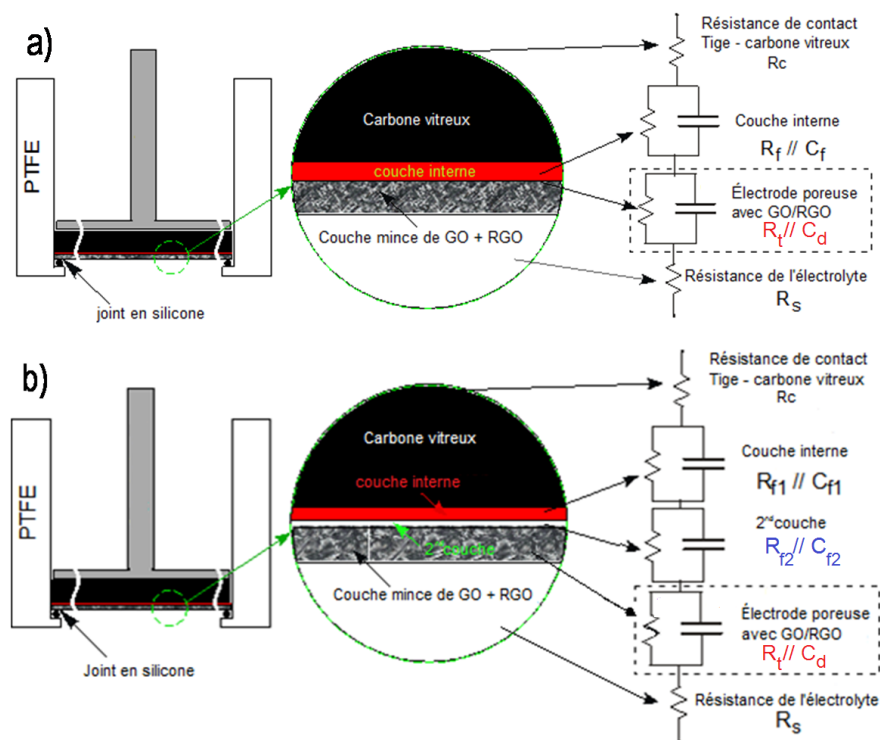 a)
PTFE
joint en silicone
Carbone vitreux
couche interne
Couche mince de GO + RGO
Résistance de contact
Tige - carbone vitreux
Rc
Couche interne
Rf // Cf
Électrode poreuse
avec GO/RGO
Rt// Cd
Résistance de l'électrolyte
Rs
b)
PTFE
Joint en silicone
Carbone vitreux
couche interne
2nd couche
Couche mince de GO + RGO
Résistance de contact
Tige - carbone vitreux
Rc
Couche interne
Rf1 // Cf1
2nd couche
Rf2// Cf2
Électrode poreuse
avec GO/RGO
Rt// Cd
Résistance de l'électrolyte
Rs